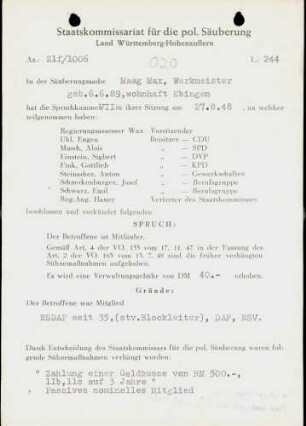 Staatskommissariat für die pol. Säuberung
Land Württemberg-Hohenzollern
Az.: Zlf/1006
020
L.: 244
In der Säuberungssache Maag Max, Werkmeister
geb.6.6.89,wohnhaft Ebingen
hat die Spruchkammer VII in ihrer Sitzung am 27.8.48 , an welcher
teilgenommen haben:
Regierungsassessor Wax Vorsitzender
Uhl, Eugen Beisitzer — CDU
Maach, Alois „ — SPD
Einstein, Sigbert „ — DVP
Fink, Gottlieb „ — KPD
Steinacher, Anton „ — Gewerkschaften
Schneckenburger, Josef „ — Berufsgruppe
Schwarz, Emil „ — Berufsgruppe
Reg.Ang. Hauer Vertreter des Staatskommissars
beschlossen und verkündet folgenden
SPRUCH:
Der Betroffene ist Mitläufer.
Gemäß Art. 4 der VO. 133 vom 17. 11. 47 in der Fassung des
Art. 2 der VO. 165 vom 13. 7. 48 sind die früher verhängten
Sühnemaßnahmen aufgehoben.
Es wird eine Verwaltungsgebühr von DM 40.— erhoben.
Gründe:
Der Betroffene war Mitglied
NSDAP seit 35,(stv.Blockleiter), DAF, NSV.
Durch Entscheidung des Staatskommissars für die pol. Säuberung waren fol-
gende Sühnemaßnahmen verhängt worden:
" Zahlung einer Geldbusse von RM 500.-,
11b,11c auf 3 Jahre "
" Passives nominelles Mitglied